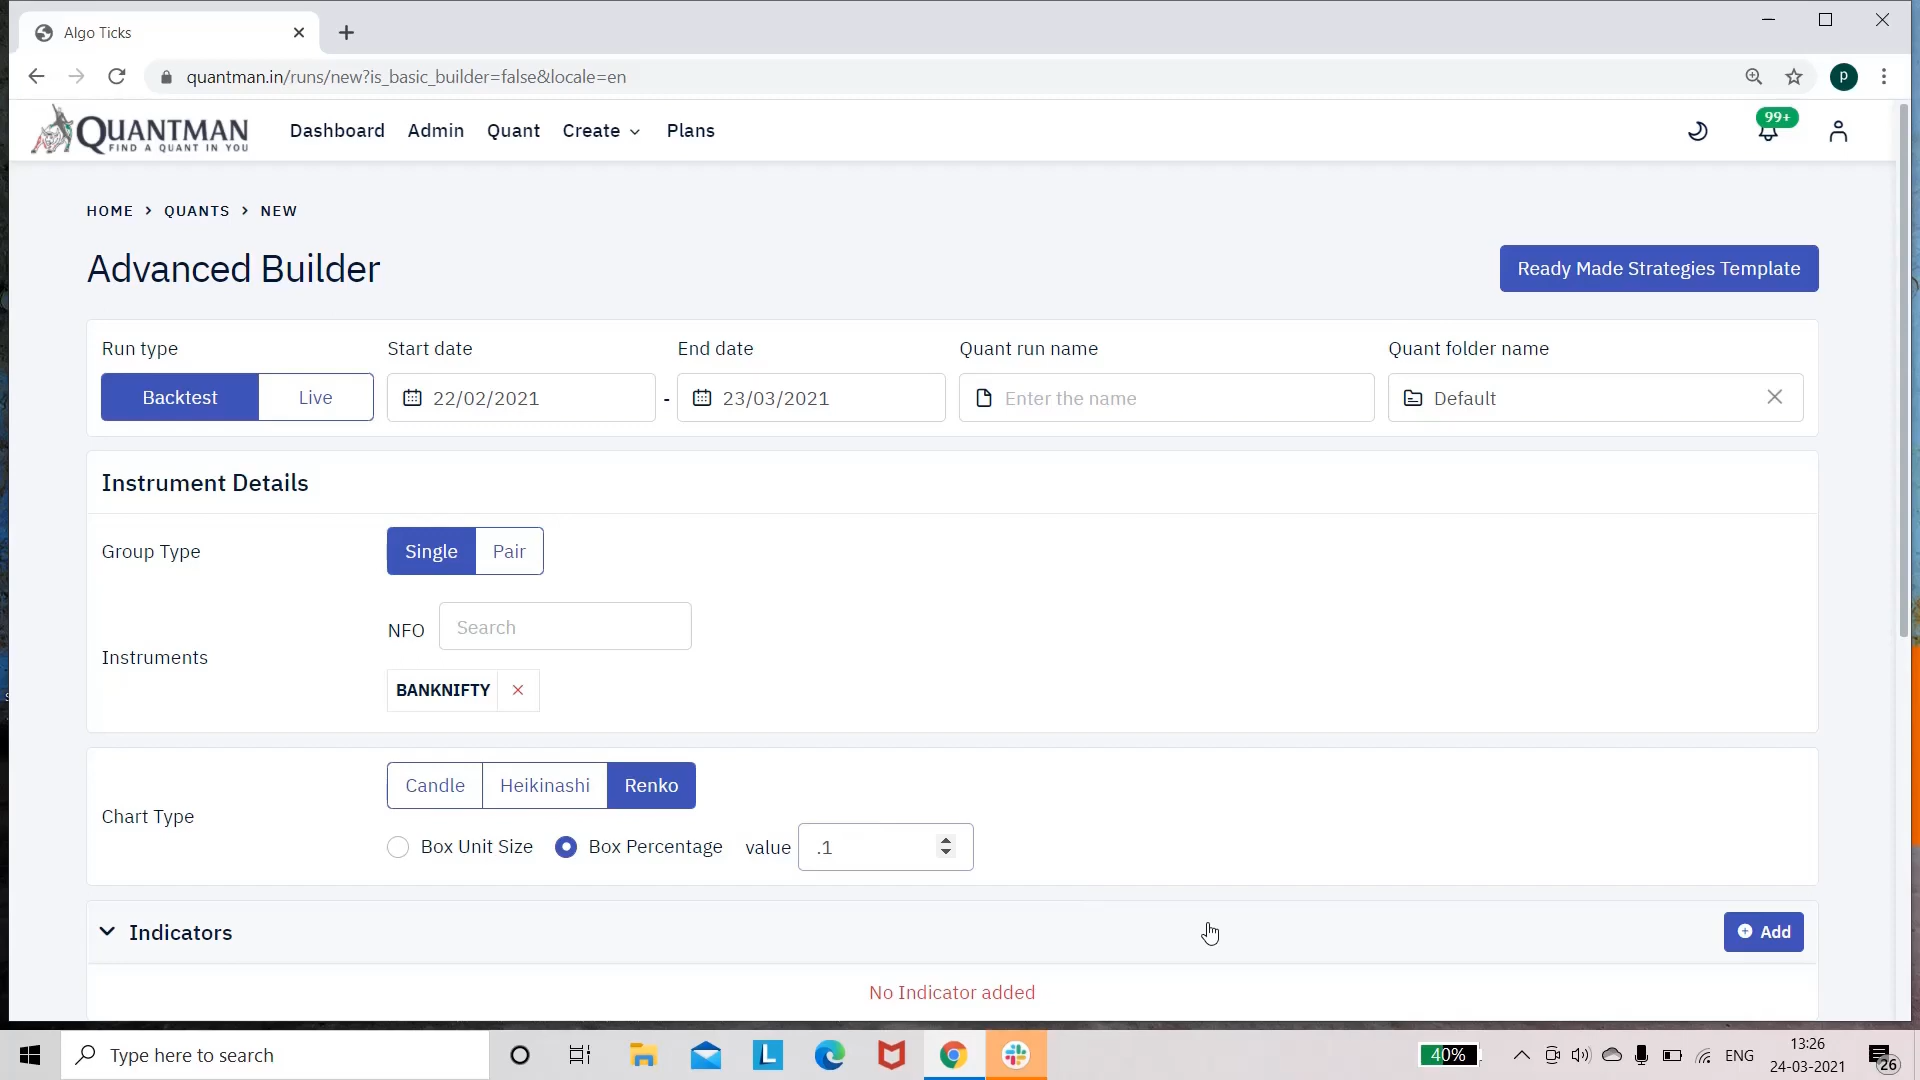 Algo Ticks
quantman.in/runs/new?is_basic_builder=false&locale=en
P
QUANTMAN
FIND A QUANT IN YOU
Dashboard Admin Quant Create Plans
99+
HOME > QUANTS > NEW
Advanced Builder
Ready Made Strategies Template
Run type Start date End date Quant run name Quant folder name
Backtest Live 22/02/2021 - 23/03/2021 Enter the name Default
Instrument Details
Group Type Single Pair
NFO Search
Instruments
BANKNIFTY
Candle Heikinashi Renko
Chart Type
Box Unit Size Box Percentage value .1
Indicators Add
No Indicator added
Type here to search
L
40%
ENG
13:26
24-03-2021
26